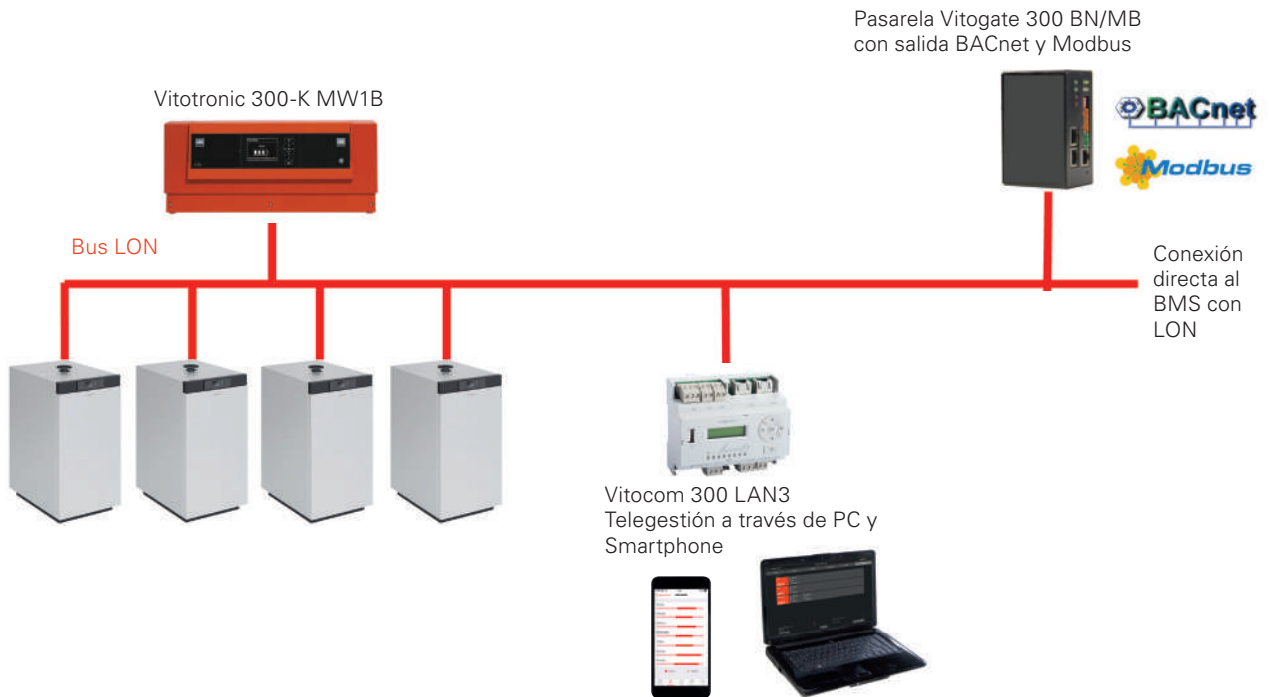 Pasarela Vitogate 300 BN/MB
con salida BACnet y Modbus
Vitotronic 300-K MW1B
BACnet
Modbus
Bus LON
Conexión
directa al
BMS con
LON
Vitocom 300 LAN3
Telegestión a través de PC y
Smartphone